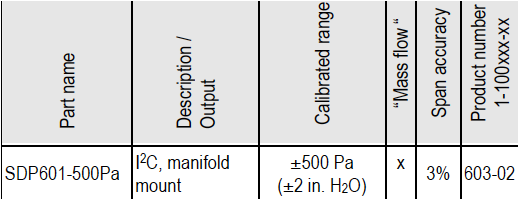 Part name
Description /
Output
Calibrated range
“Mass flow“
Span accuracy
Product number
1-100xxx-xx
SDP601-500Pa
I²C, manifold
mount
±500 Pa
(±2 in. H₂O)
x
3%
603-02